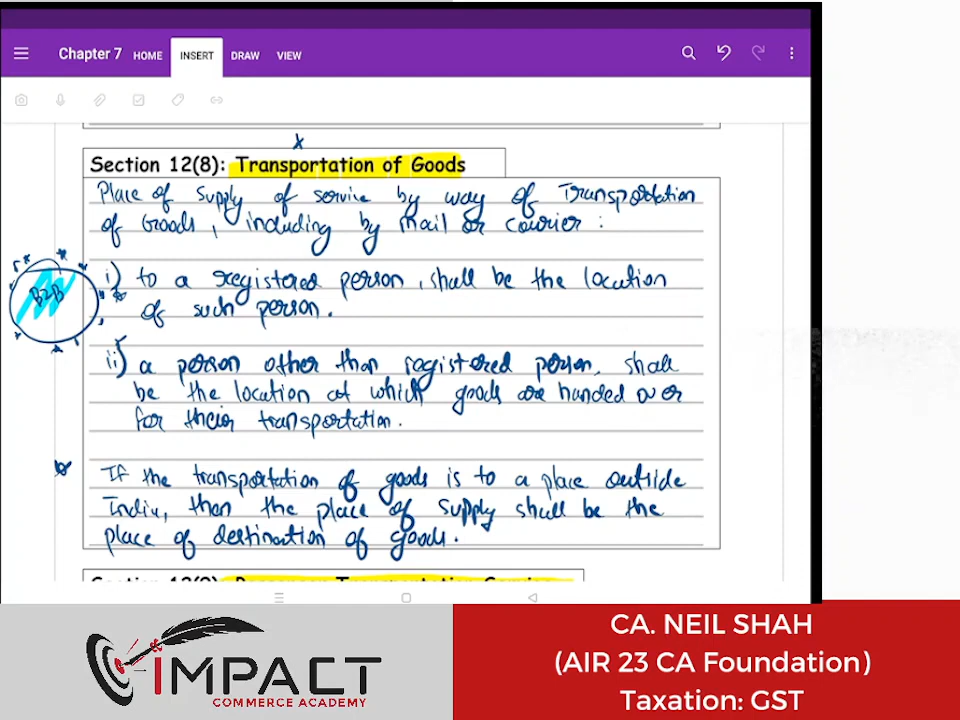 Chapter 7 HOME INSERT DRAW VIEW
Section 12(8): Transportation of Goods
Place of Supply of service by way of Transportation
of Goods, including by mail or courier :
B2B
i) to a registered person, shall be the location
of such person.
ii) a person other than registered person, shall
be the location at which goods are handed over
for their transportation.
If the transportation of goods is to a place outside
India, then the place of supply shall be the
place of destination of goods.
IMPACT
COMMERCE ACADEMY
CA. NEIL SHAH
(AIR 23 CA Foundation)
Taxation: GST